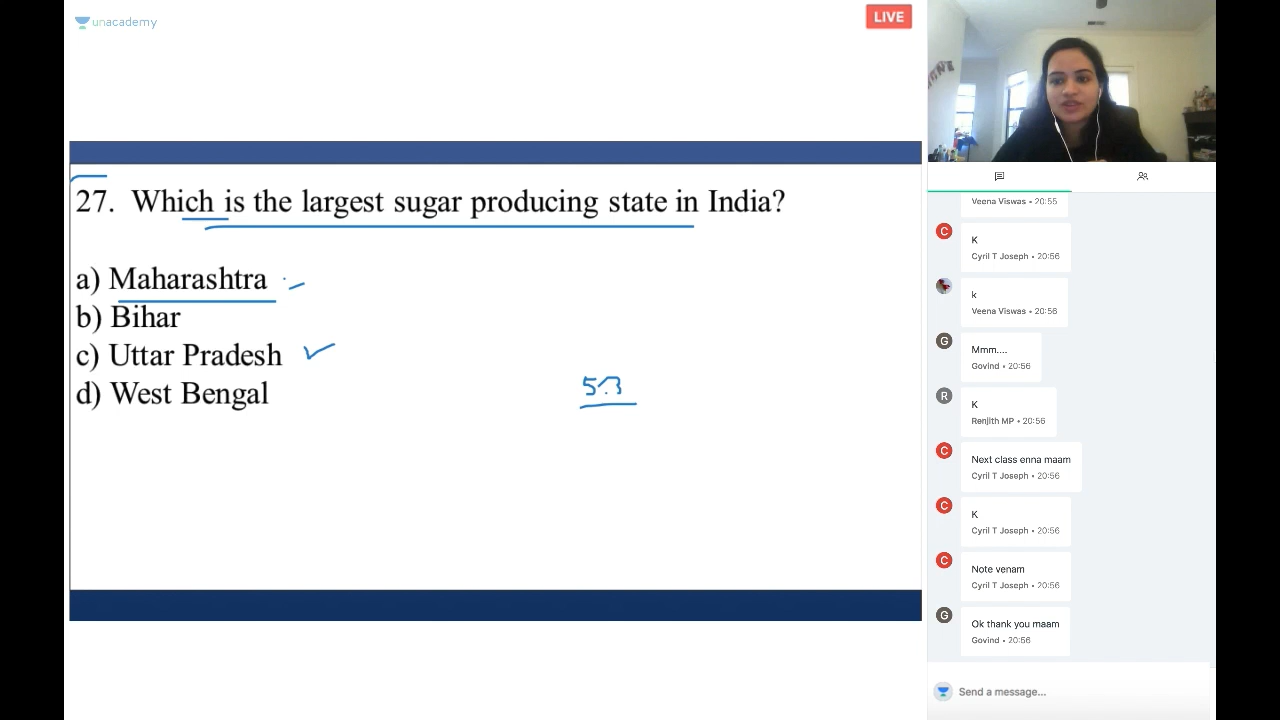 unacademy
LIVE
27. Which is the largest sugar producing state in India?
a) Maharashtra
b) Bihar
c) Uttar Pradesh
d) West Bengal
Veena Viswas • 20:55
C
K
Cyril T Joseph • 20:56
k
Veena Viswas • 20:56
G
Mmm....
Govind • 20:56
R
K
Renjith MP • 20:56
C
Next class enna maam
Cyril T Joseph • 20:56
C
K
Cyril T Joseph • 20:56
C
Note venam
Cyril T Joseph • 20:56
G
Ok thank you maam
Govind • 20:56
Send a message...